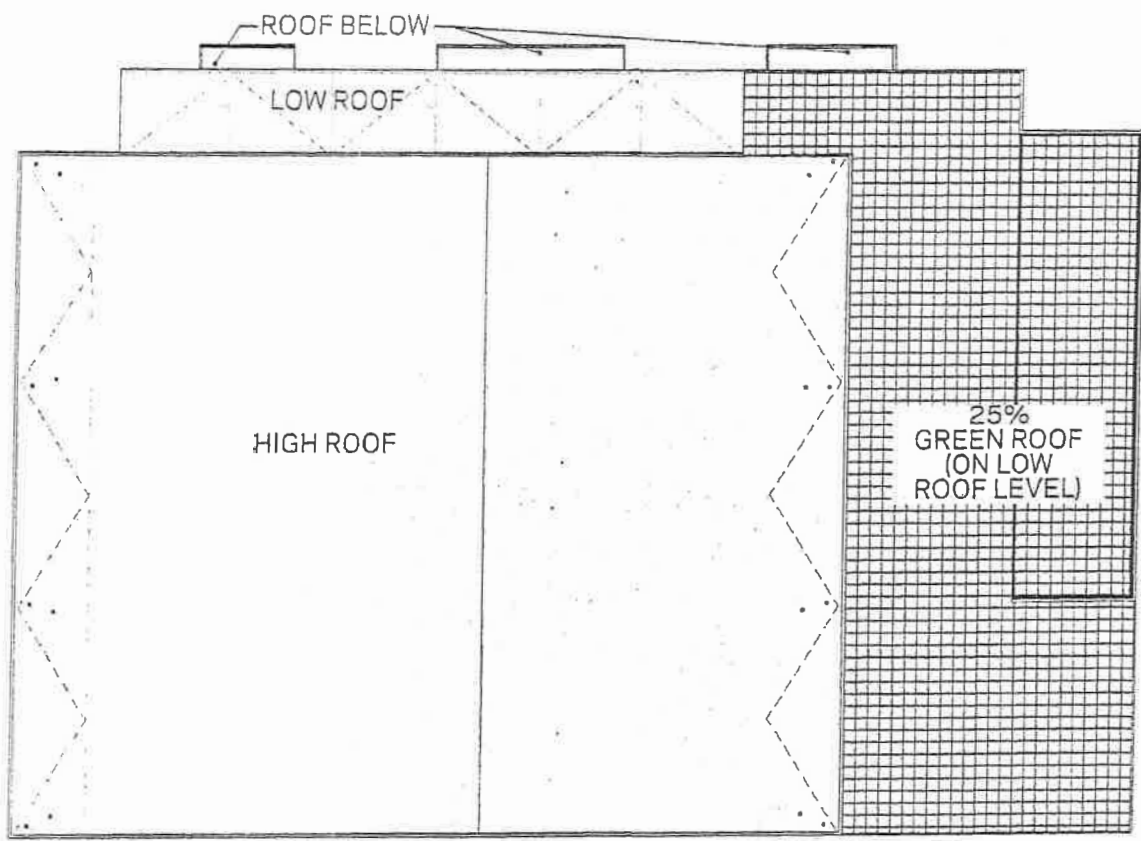 ROOF BELOW
LOW ROOF
HIGH ROOF
25%
GREEN ROOF
(ON LOW
ROOF LEVEL)